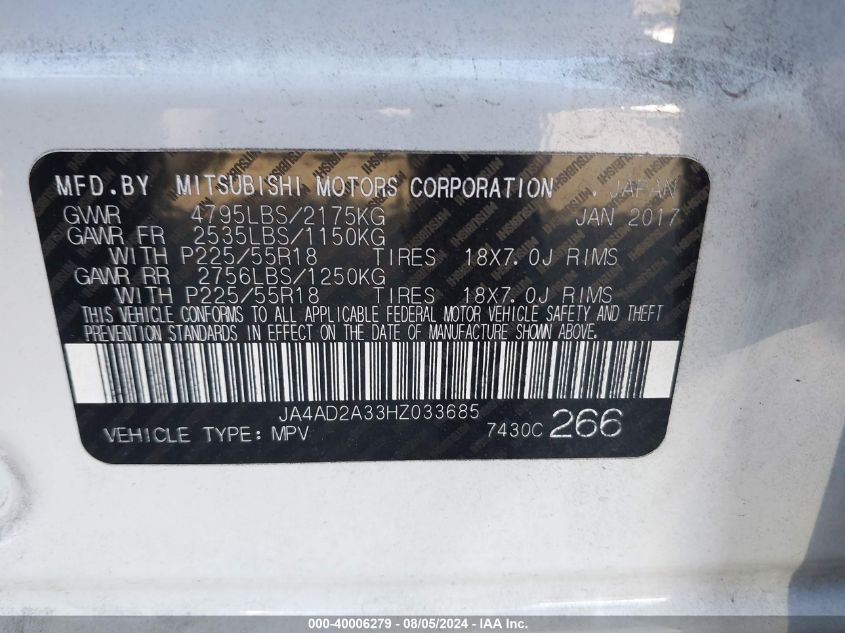 MFD.BY MITSUBISHI MOTORS CORPORATION . JAPAN
GVWR 4795LBS/2175KG JAN 2017
GAWR FR 2535LBS/1150KG
WITH P225/55R18 TIRES 18X7.0J RIMS
GAWR RR 2756LBS/1250KG
WITH P225/55R18 TIRES 18X7.0J RIMS
THIS VEHICLE CONFORMS TO ALL APPLICABLE FEDERAL MOTOR VEHICLE SAFETY AND THEFT
PREVENTION STANDARDS IN EFFECT ON THE DATE OF MANUFACTURE SHOWN ABOVE.
JA4AD2A33HZ033685
VEHICLE TYPE: MPV 7430C 266
000-40006279 - 08/05/2024 - IAA Inc.